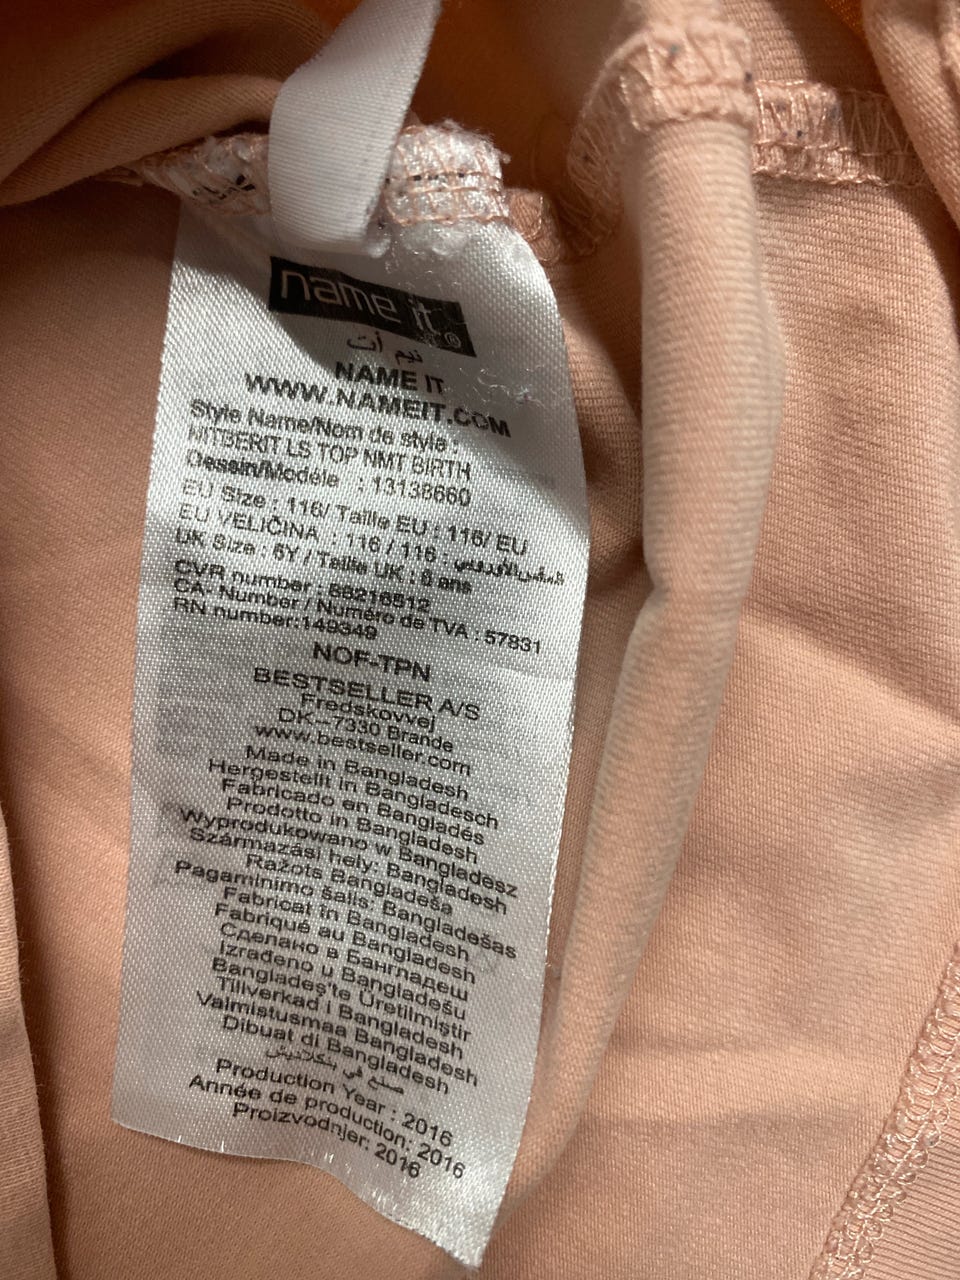 name it®
نيم أت
NAME IT
WWW.NAMEIT.COM
Style Name/Nom de style :
NITBERIT LS TOP NMT BIRTH
Dessin/Modèle : 13138660
EU Size : 116/ Taille EU : 116/ EU
EU VELIČINA : 116 / 116 :
UK Size : 6Y / Taille UK : 6 ans
CVR number : 88216512
CA- Number / Numéro de TVA : 57831
RN number:149349
NOF-TPN
BESTSELLER A/S
Fredskovvej
DK-7330 Brande
www.bestseller.com
Made in Bangladesh
Hergestellt in Bangladesch
Fabricado en Bangladés
Prodotto in Bangladesh
Wyprodukowano w Bangladesz
Származási hely: Bangladesh
Ražots Bangladeša
Pagaminimo šalis: Bangladešas
Fabricat in Bangladesh
Fabriqué au Bangladesh
Сделано в Бангладеш
Izrađeno u Bangladešu
Bangladeş'te Üretilmiştir
Tillverkad i Bangladesh
Valmistusmaa Bangladesh
Dibuat di Bangladesh
صنع في بنكلاديش
Production Year : 2016
Année de production: 2016
Proizvodnjer: 2016